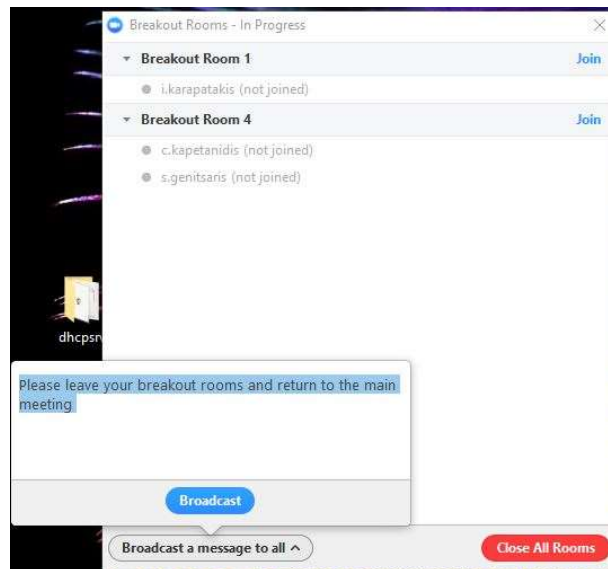 Breakout Rooms - In Progress
Breakout Room 1 Join
i.karapatakis (not joined)
Breakout Room 4 Join
c.kapetanidis (not joined)
s.genitsaris (not joined)
Please leave your breakout rooms and return to the main
meeting
Broadcast
Broadcast a message to all
Close All Rooms